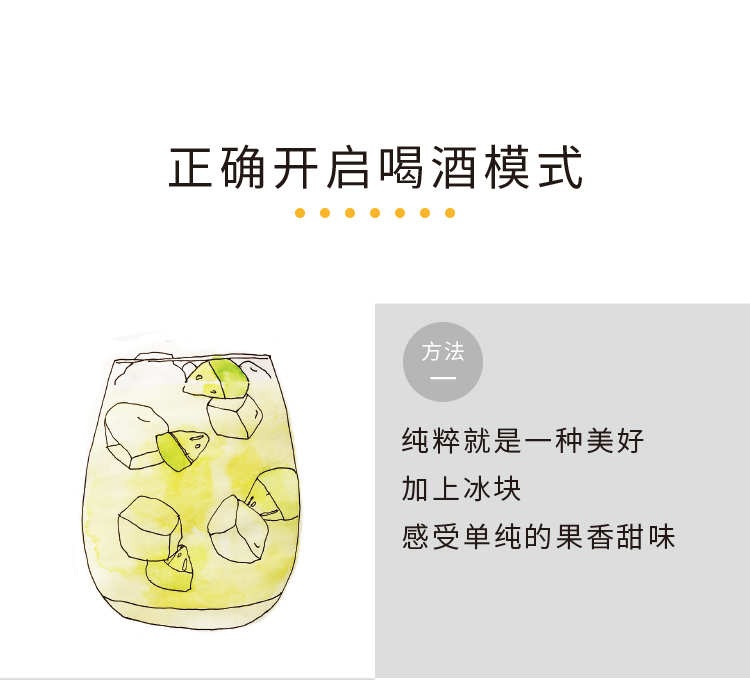 正确开启喝酒模式
方法
一
纯粹就是一种美好
加上冰块
感受单纯的果香甜味